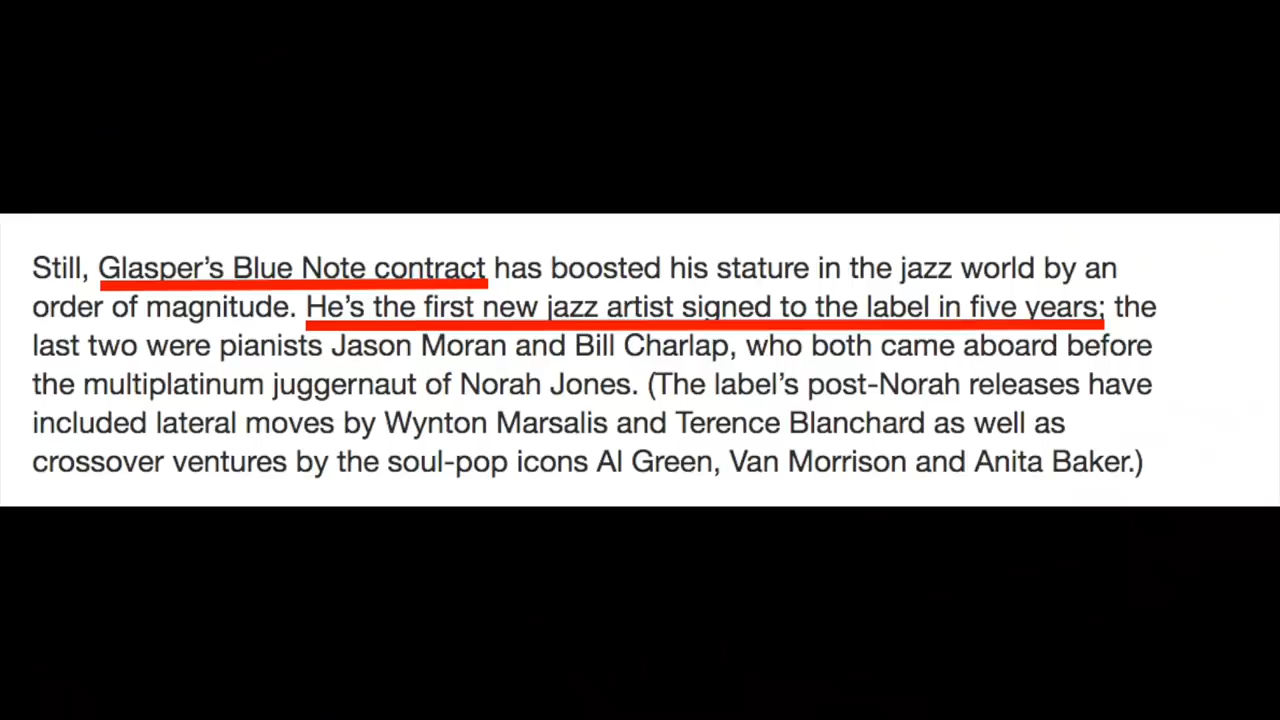 Still, Glasper’s Blue Note contract has boosted his stature in the jazz world by an
order of magnitude. He’s the first new jazz artist signed to the label in five years; the
last two were pianists Jason Moran and Bill Charlap, who both came aboard before
the multiplatinum juggernaut of Norah Jones. (The label’s post-Norah releases have
included lateral moves by Wynton Marsalis and Terence Blanchard as well as
crossover ventures by the soul-pop icons Al Green, Van Morrison and Anita Baker.)